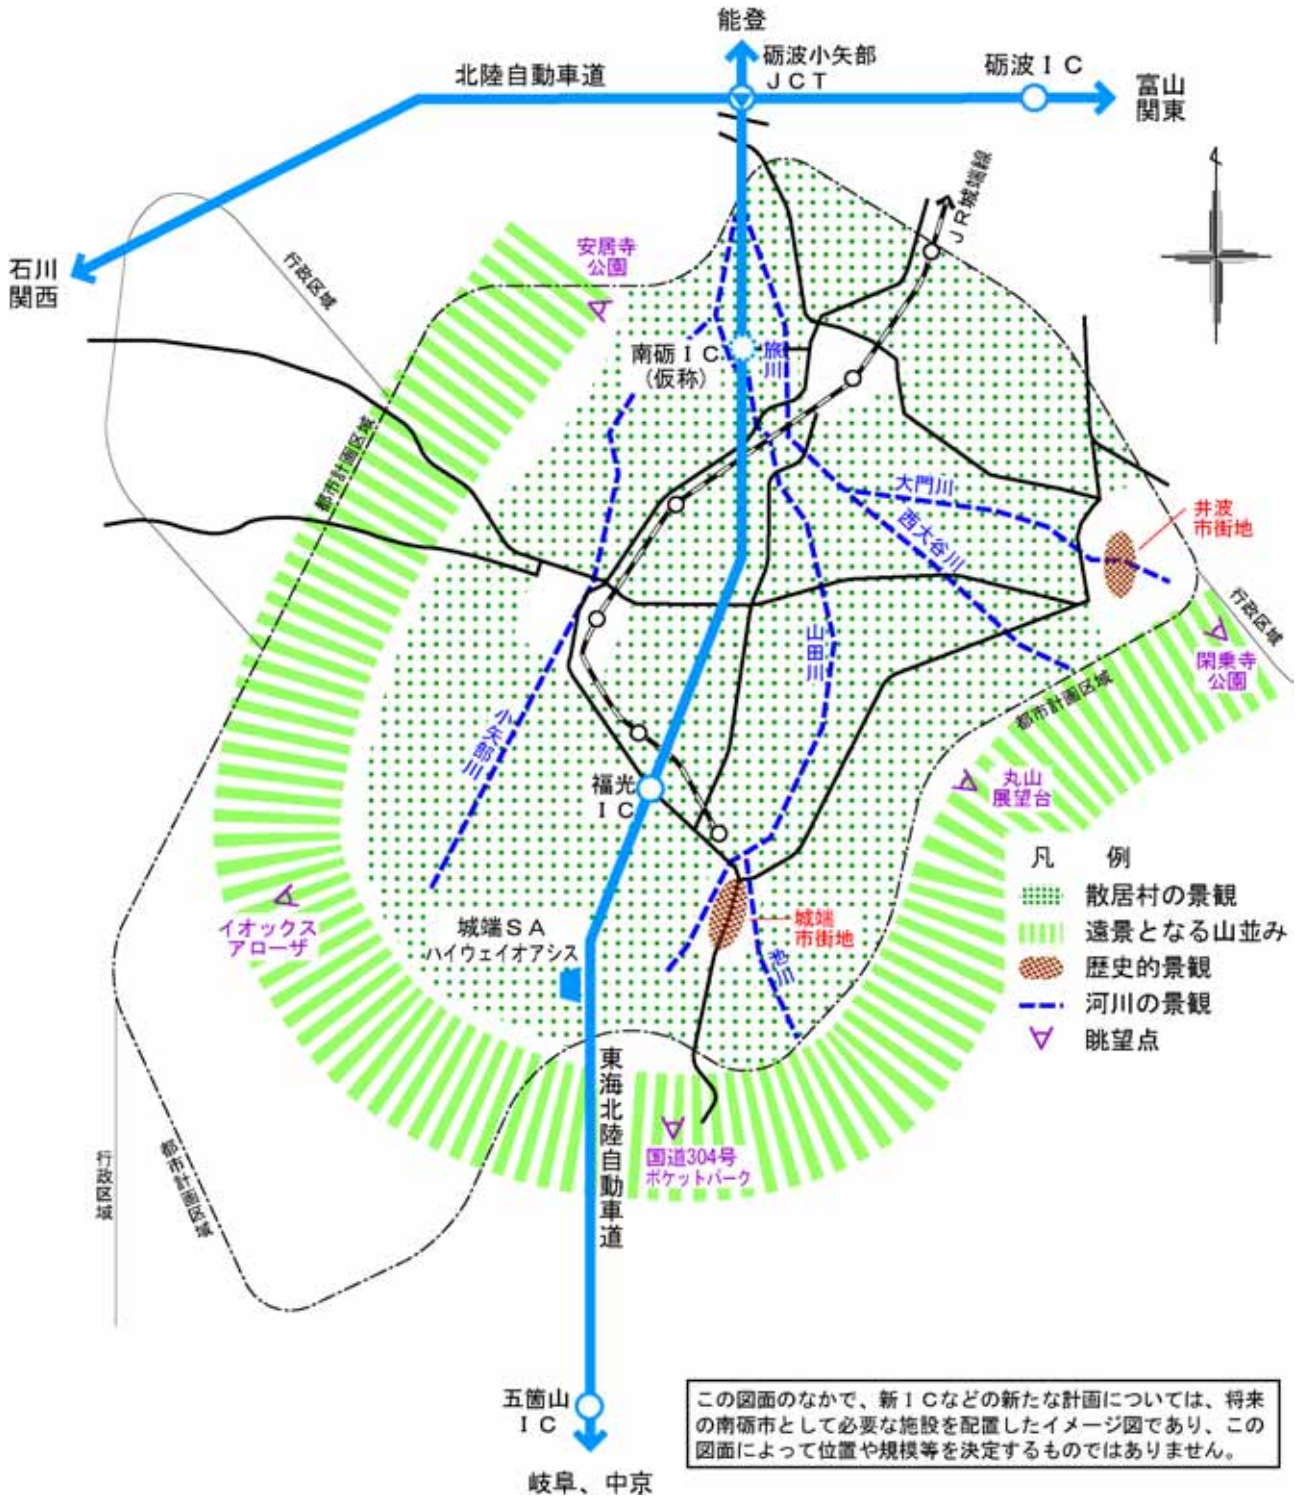 能登
砺波小矢部
JCT
北陸自動車道
砺波IC
富山
関東
JR城端線
石川
関西
行政区域
安居寺
公園
南砺IC
(仮称)
旅川
都市計画区域
大門川
西大谷川
井波
市街地
行政区域
閑乗寺
公園
山田川
都市計画区域
小矢部川
福光
IC
丸山
展望台
イオックス
アローザ
城端SA
ハイウェイオアシス
城端
市街地
池川
凡 例
散居村の景観
遠景となる山並み
歴史的景観
河川の景観
眺望点
東海北陸自動車道
国道304号
ポケットパーク
行政区域
都市計画区域
五箇山
IC
岐阜、中京
この図面のなかで、新ICなどの新たな計画については、将来
の南砺市として必要な施設を配置したイメージ図であり、この
図面によって位置や規模等を決定するものではありません。